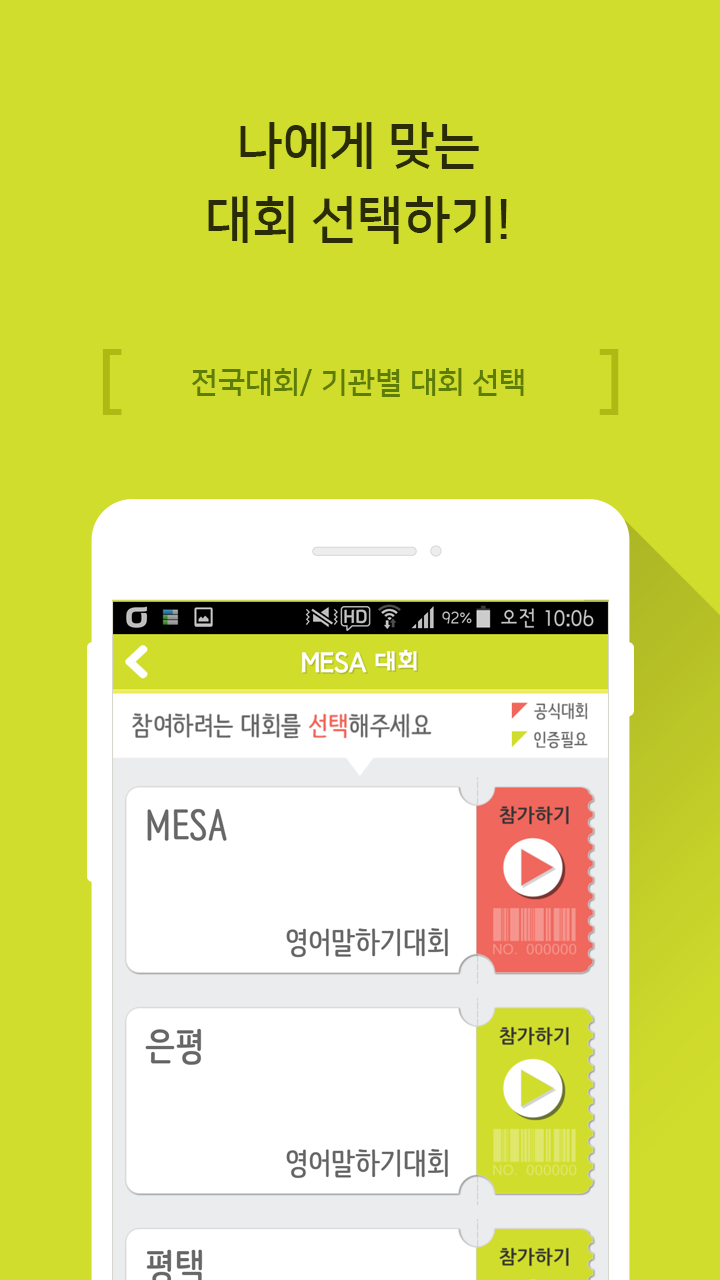 나에게 맞는
대회 선택하기!
전국대회/ 기관별 대회 선택
HD 92% 오전 10:06
MESA 대회
참여하려는 대회를 선택해주세요
공식대회
인증필요
MESA
영어말하기대회
참가하기
NO. 000000
은평
영어말하기대회
참가하기
NO. 000000
평택
참가하기